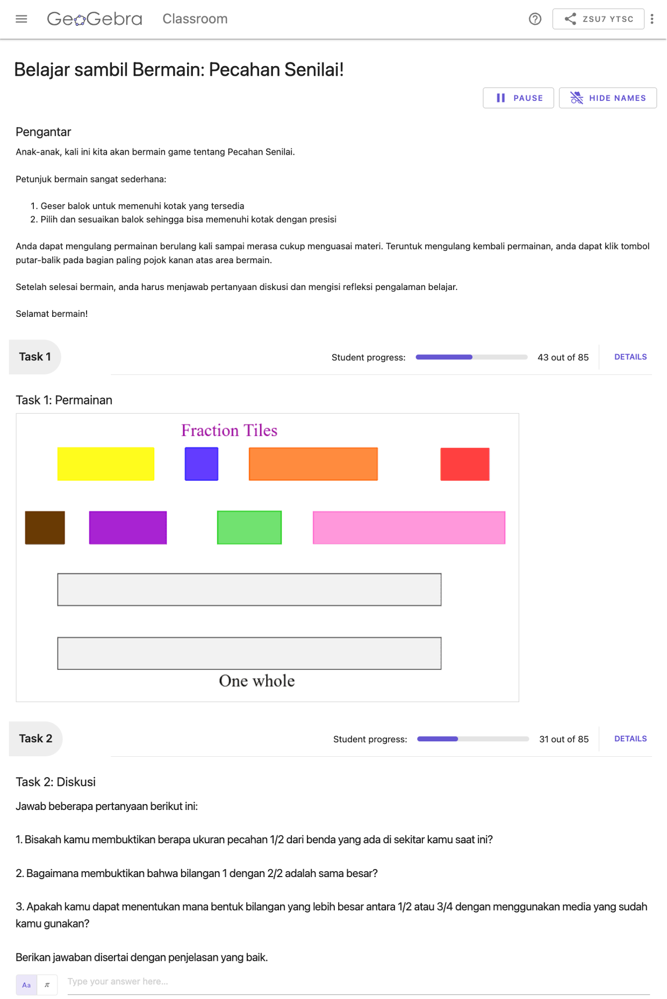 GeoGebra Classroom
ZSU7 YTSC
Belajar sambil Bermain: Pecahan Senilai!
PAUSE
HIDE NAMES
Pengantar
Anak-anak, kali ini kita akan bermain game tentang Pecahan Senilai.
Petunjuk bermain sangat sederhana:
1. Geser balok untuk memenuhi kotak yang tersedia
2. Pilih dan sesuaikan balok sehingga bisa memenuhi kotak dengan presisi
Anda dapat mengulang permainan berulang kali sampai merasa cukup menguasai materi. Teruntuk mengulang kembali permainan, anda dapat klik tombol
putar-balik pada bagian paling pojok kanan atas area bermain.
Setelah selesai bermain, anda harus menjawab pertanyaan diskusi dan mengisi refleksi pengalaman belajar.
Selamat bermain!
Task 1
Student progress:
43 out of 85
DETAILS
Task 1: Permainan
Fraction Tiles
One whole
Task 2
Student progress:
31 out of 85
DETAILS
Task 2: Diskusi
Jawab beberapa pertanyaan berikut ini:
1. Bisakah kamu membuktikan berapa ukuran pecahan 1/2 dari benda yang ada di sekitar kamu saat ini?
2. Bagaimana membuktikan bahwa bilangan 1 dengan 2/2 adalah sama besar?
3. Apakah kamu dapat menentukan mana bentuk bilangan yang lebih besar antara 1/2 atau 3/4 dengan menggunakan media yang sudah
kamu gunakan?
Berikan jawaban disertai dengan penjelasan yang baik.
Aa π Type your answer here...